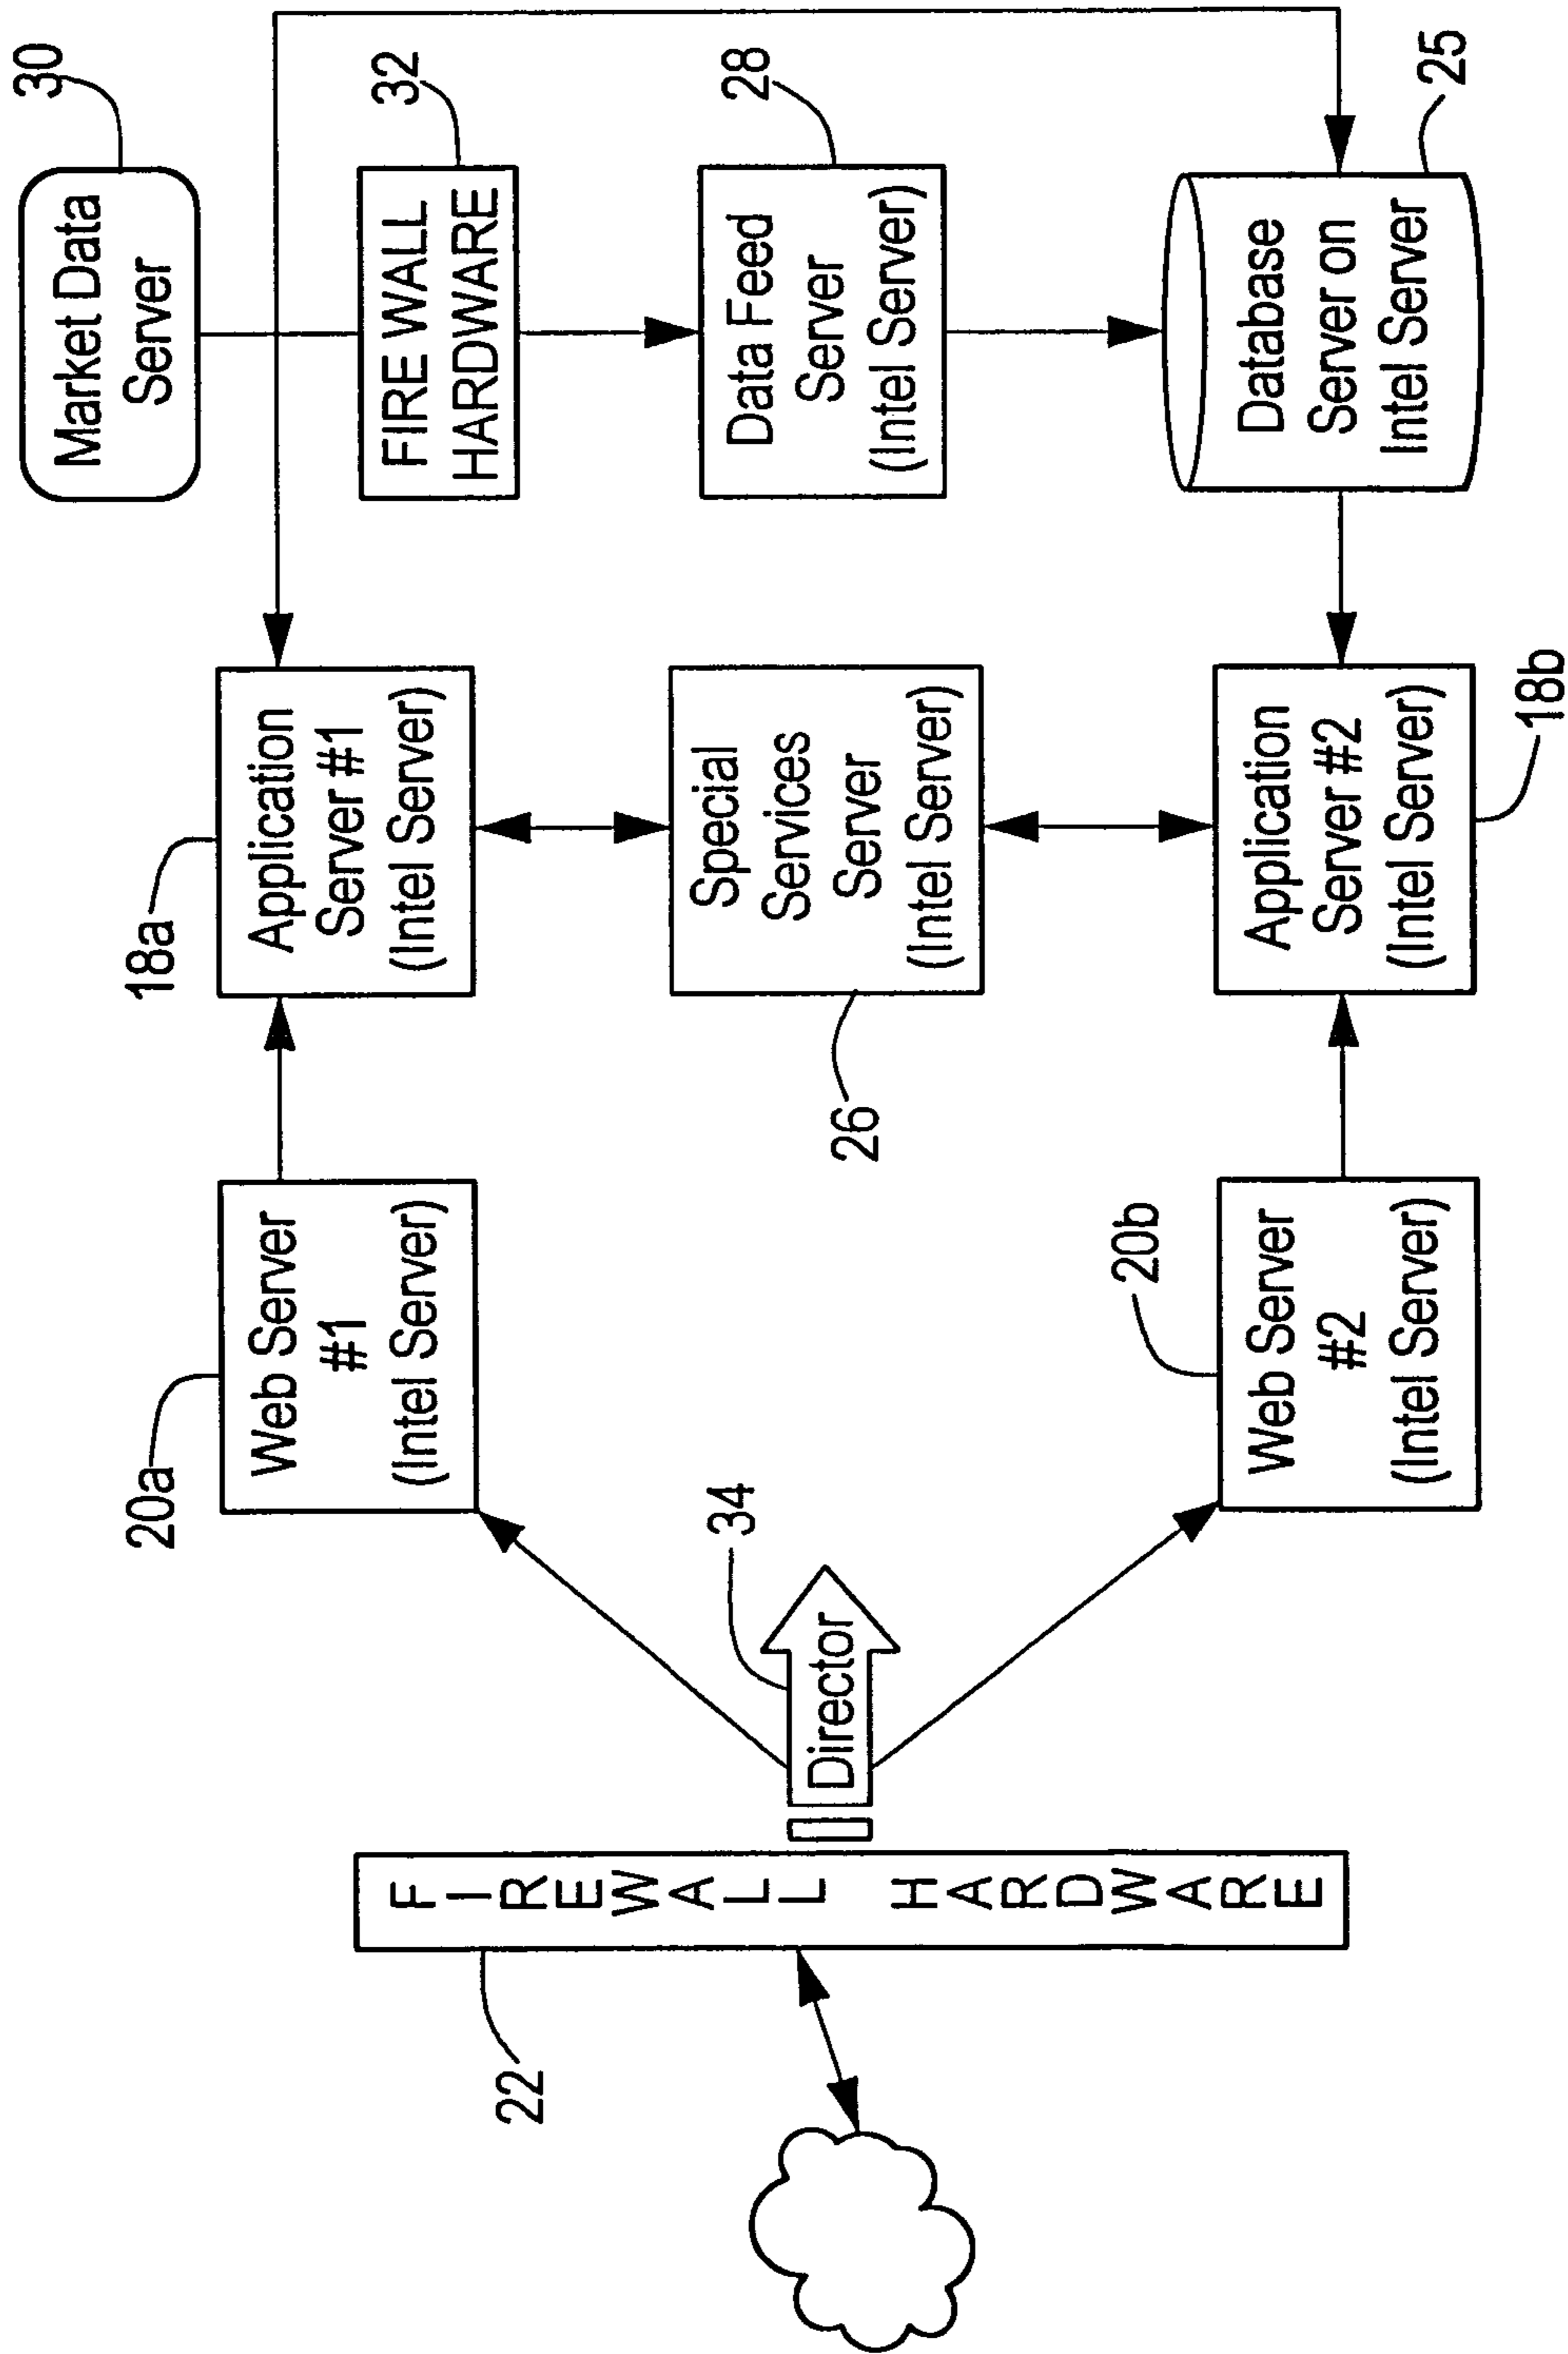 22
FIREWALL HARDWARE
34
Director
20a
Web Server
#1
(Intel Server)
20b
Web Server
#2
(Intel Server)
18a
Application
Server #1
(Intel Server)
26
Special
Services
Server
(Intel Server)
Application
Server #2
(Intel Server)
18b
30
Market Data
Server
32
FIRE WALL
HARDWARE
28
Data Feed
Server
(Intel Server)
Database
Server on
Intel Server
25